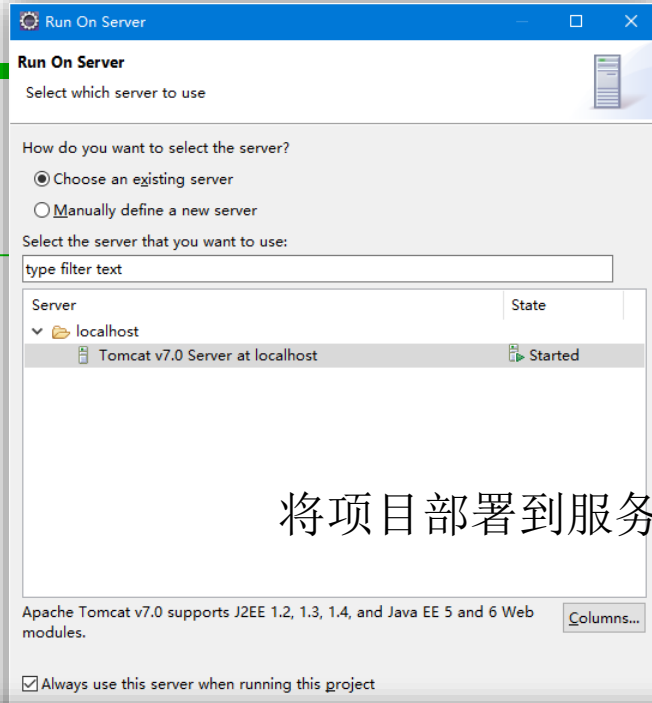 Run On Server
Run On Server
Select which server to use
How do you want to select the server?
Choose an existing server
Manually define a new server
Select the server that you want to use:
type filter text
Server State
localhost
Tomcat v7.0 Server at localhost Started
将项目部署到服务
Apache Tomcat v7.0 supports J2EE 1.2, 1.3, 1.4, and Java EE 5 and 6 Web
modules.
Columns...
Always use this server when running this project